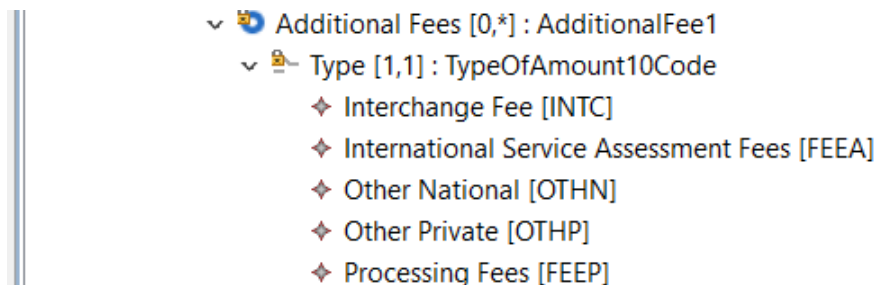 Additional Fees [0,*] : AdditionalFee1
Type [1,1] : TypeOfAmount10Code
Interchange Fee [INTC]
International Service Assessment Fees [FEEA]
Other National [OTHN]
Other Private [OTHP]
Processing Fees [FEEP]